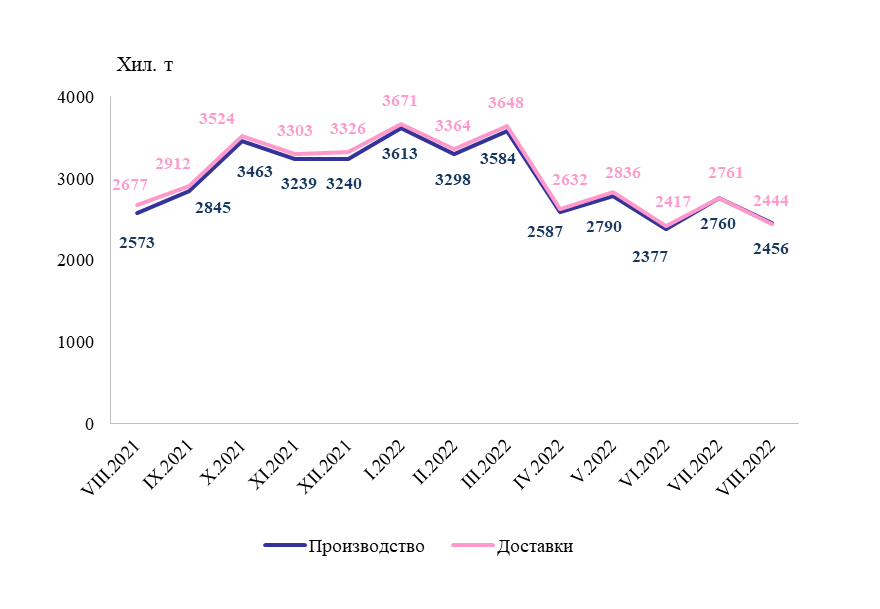 Хил. т
4000
3000
2000
1000
0
2677 2912 3524 3303 3326 3671 3364 3648 2632 2836 2417 2761 2444
2573 2845 3463 3239 3240 3613 3298 3584 2587 2790 2377 2760 2456
VIII.2021 IX.2021 X.2021 XI.2021 XII.2021 I.2022 II.2022 III.2022 IV.2022 V.2022 VI.2022 VII.2022 VIII.2022
Производство Доставки